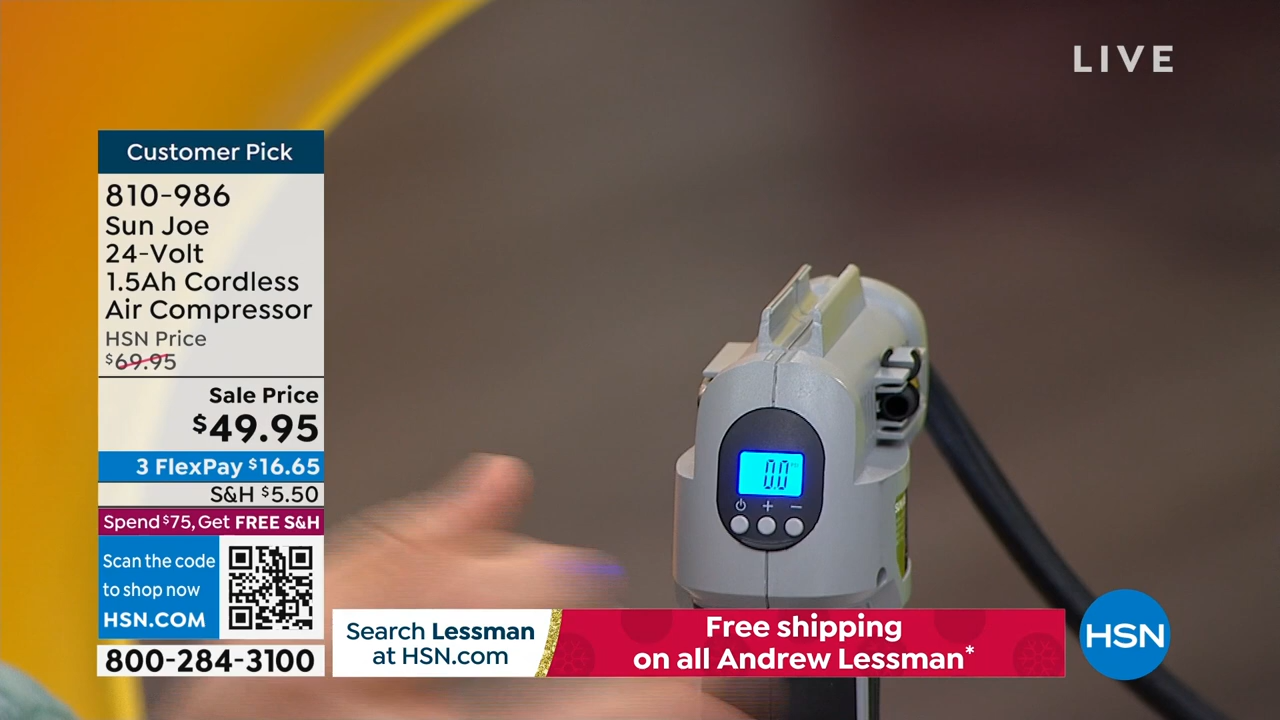 LIVE
Customer Pick
810-986
Sun Joe
24-Volt
1.5Ah Cordless
Air Compressor
HSN Price
$69.95
Sale Price
$49.95
3 FlexPay $16.65
S&H $5.50
Spend $75, Get FREE S&H
Scan the code
to shop now
HSN.COM
800-284-3100
Search Lessman
at HSN.com
Free shipping
on all Andrew Lessman*
HSN
0.0
+ −